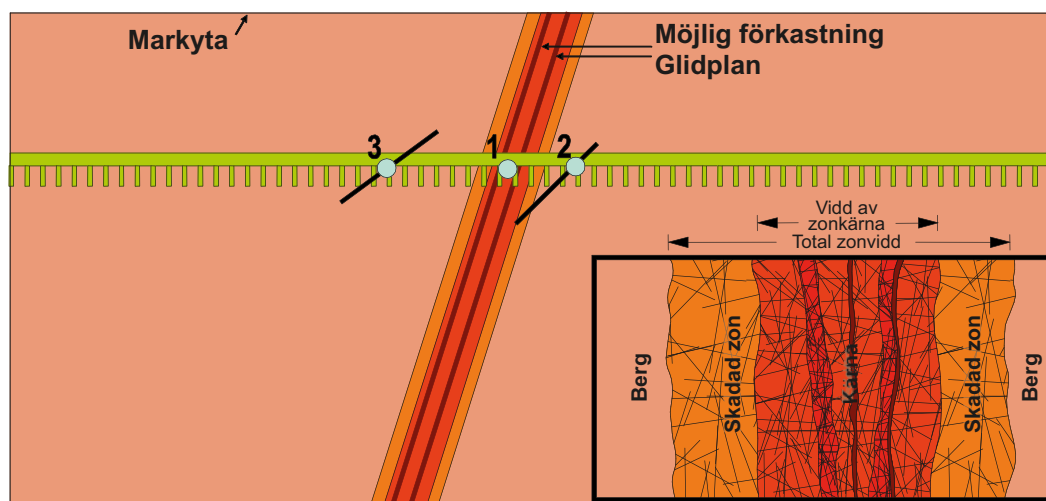 Markyta
Möjlig förkastning
Glidplan
3
1
2
Vidd av
zonkärna
Total zonvidd
Berg
Skadad zon
Kärna
Skadad zon
Berg